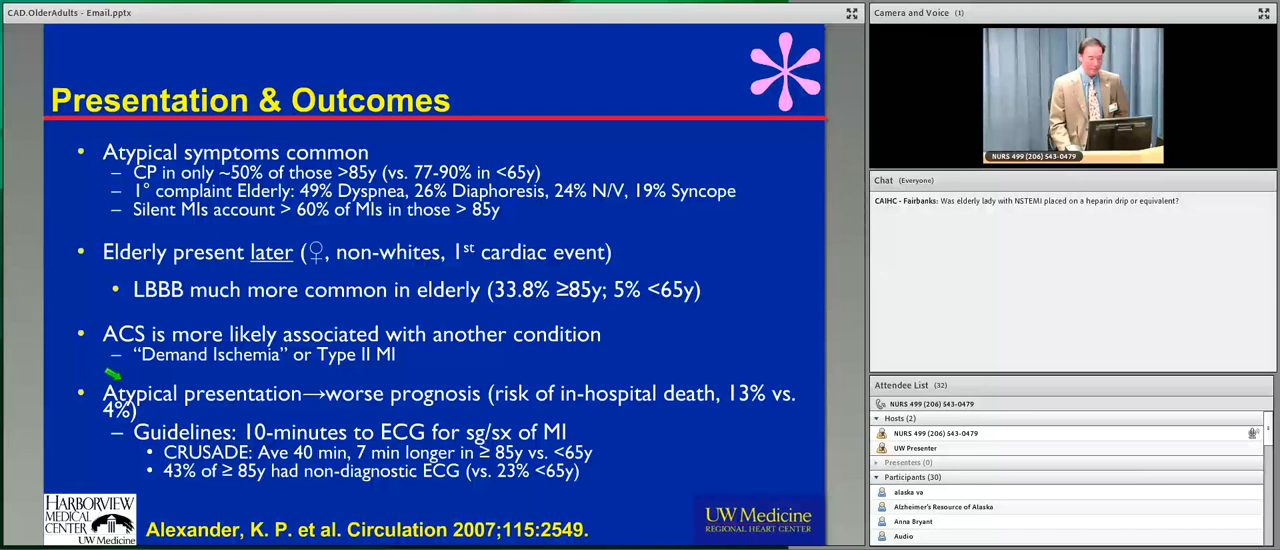 CAD.OlderAdults - Email.pptx
Presentation & Outcomes
• Atypical symptoms common
– CP in only ~50% of those >85y (vs. 77-90% in <65y)
– 1° complaint Elderly: 49% Dyspnea, 26% Diaphoresis, 24% N/V, 19% Syncope
– Silent MIs account > 60% of MIs in those > 85y
• Elderly present later (♀, non-whites, 1st cardiac event)
• LBBB much more common in elderly (33.8% ≥85y; 5% <65y)
• ACS is more likely associated with another condition
– “Demand Ischemia” or Type II MI
• Atypical presentation→worse prognosis (risk of in-hospital death, 13% vs.
4%)
– Guidelines: 10-minutes to ECG for sg/sx of MI
• CRUSADE: Ave 40 min, 7 min longer in ≥ 85y vs. <65y
• 43% of ≥ 85y had non-diagnostic ECG (vs. 23% <65y)
HARBORVIEW
MEDICAL
CENTER
UW Medicine
Alexander, K. P. et al. Circulation 2007;115:2549.
UW Medicine
REGIONAL HEART CENTER
Camera and Voice (1)
NURS 499 (206) 543-0479
Chat (Everyone)
CAIHC - Fairbanks: Was elderly lady with NSTEMI placed on a heparin drip or equivalent?
Attendee List (32)
NURS 499 (206) 543-0479
Hosts (2)
NURS 499 (206) 543-0479
UW Presenter
Presenters (0)
Participants (30)
alaska va
Alzheimer's Resource of Alaska
Anna Bryant
Audio